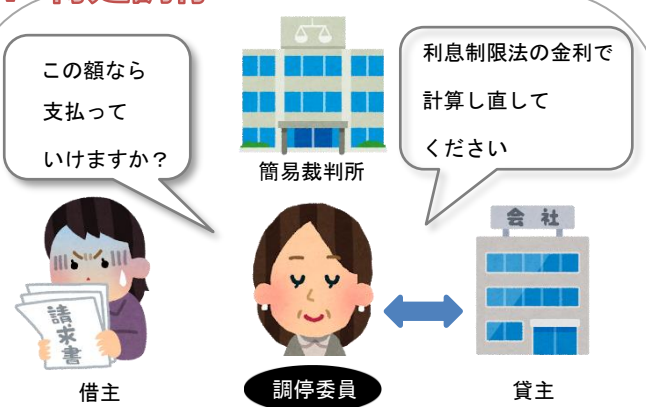 この額なら
支払って
いけますか？
利息制限法の金利で
計算し直して
ください
簡易裁判所
会社
請求書
借主
調停委員
貸主